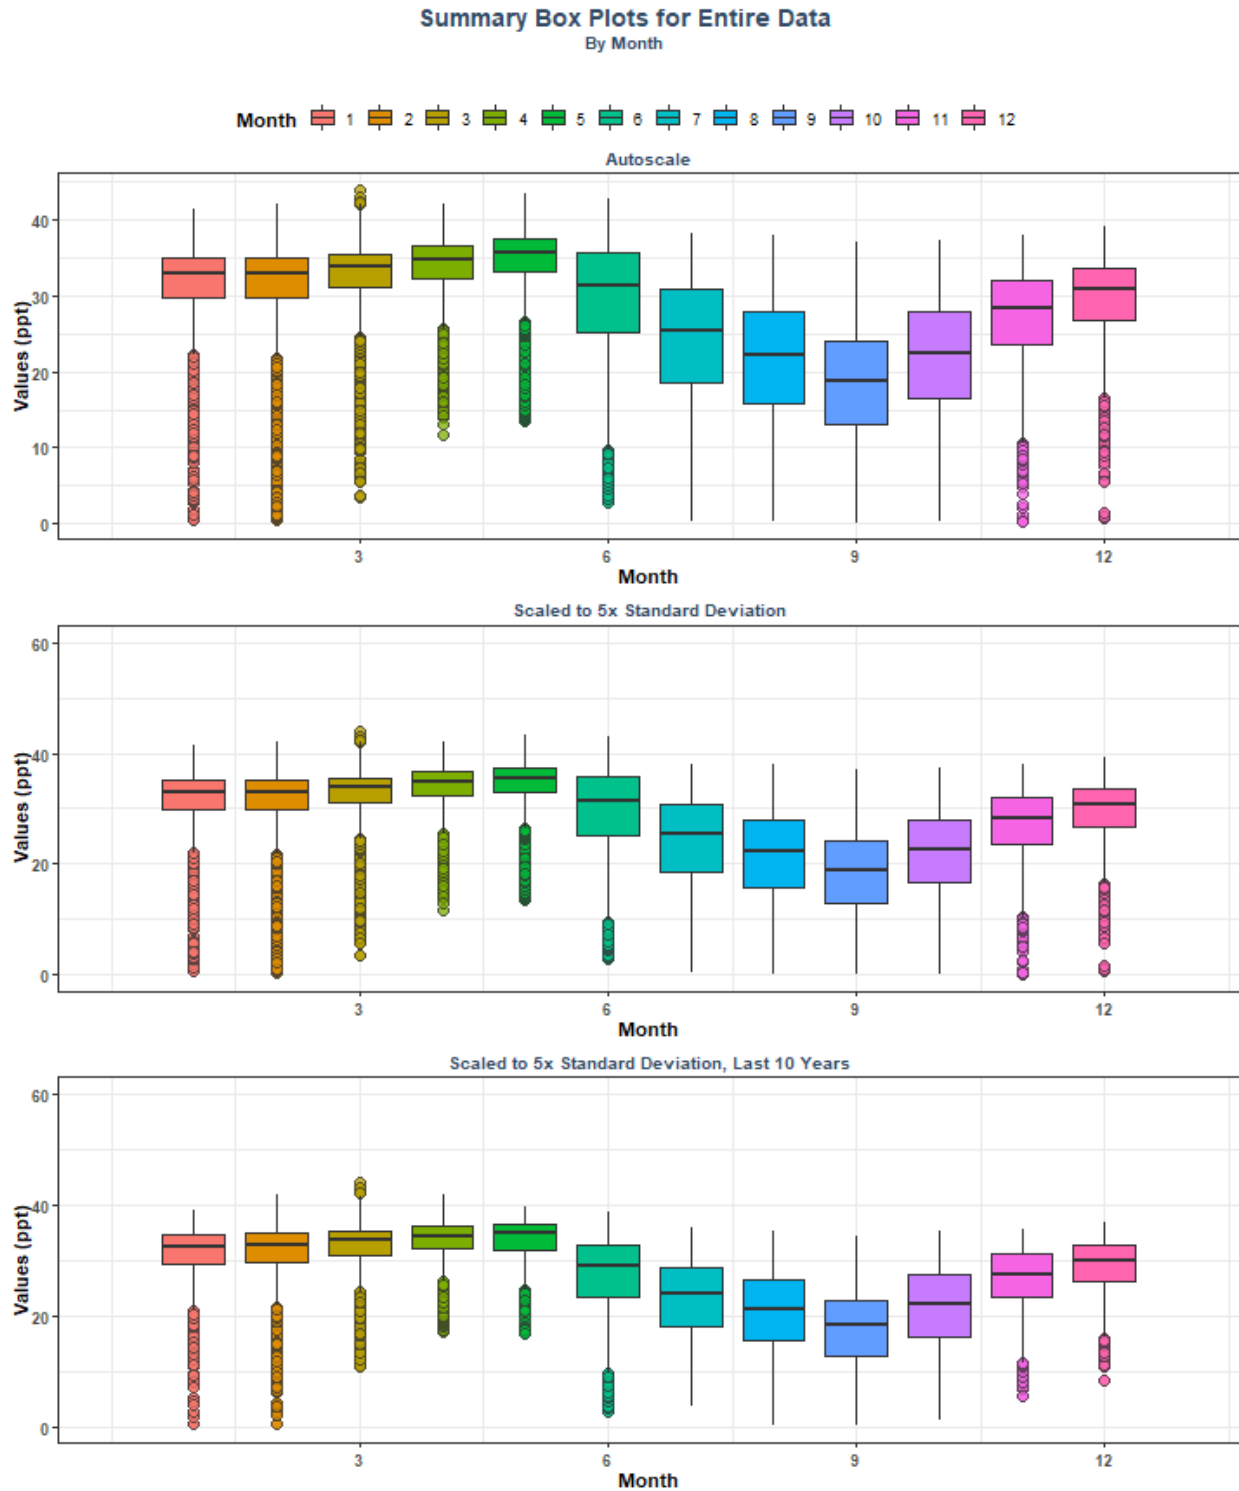 Summary Box Plots for Entire Data
By Month
Month 1 2 3 4 5 6 7 8 9 10 11 12
Autoscale
Values (ppt)
40
30
20
10
0
3 6 9 12
Month
Scaled to 5x Standard Deviation
Values (ppt)
60
40
20
0
3 6 9 12
Month
Scaled to 5x Standard Deviation, Last 10 Years
Values (ppt)
60
40
20
0
3 6 9 12
Month